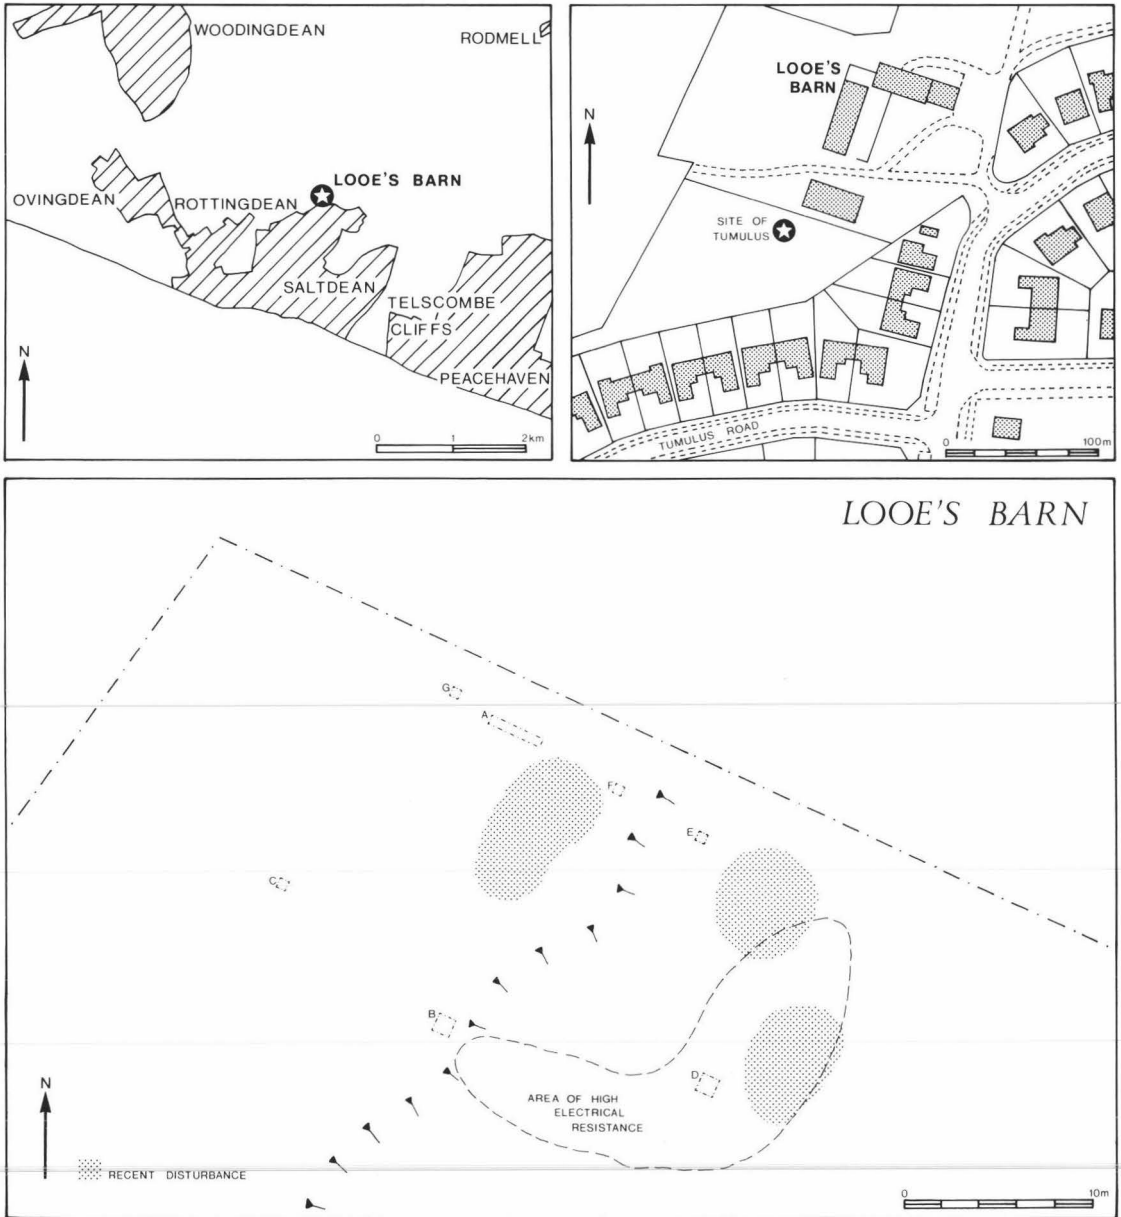 WOODINGDEAN
RODMELL
LOOE'S BARN
OVINGDEAN
ROTTINGDEAN
SALTDEAN
TELSCOMBE
CLIFFS
PEACEHAVEN
N
0 1 2km
LOOE'S
BARN
N
SITE OF
TUMULUS
TUMULUS ROAD
0 100m
LOOE'S BARN
G
A
F
E
C
B
D
AREA OF HIGH
ELECTRICAL
RESISTANCE
N
RECENT DISTURBANCE
0 10m